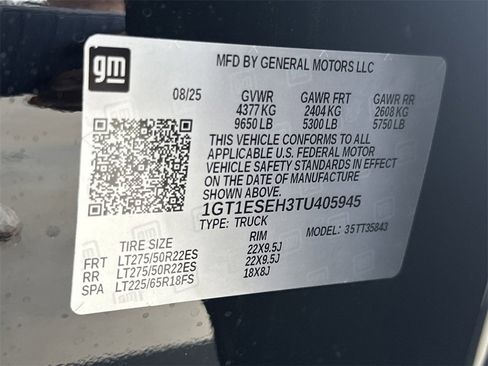 gm
MFD BY GENERAL MOTORS LLC
08/25 GVWR GAWR FRT GAWR RR
4377 KG 2404 KG 2608 KG
9650 LB 5300 LB 5750 LB
THIS VEHICLE CONFORMS TO ALL
APPLICABLE U.S. FEDERAL MOTOR
VEHICLE SAFETY STANDARDS IN EFFECT
ON THE DATE OF MANUFACTURE
SHOWN ABOVE.
1GT1ESEH3TU405945
TYPE: TRUCK MODEL: 35TT35843
TIRE SIZE RIM
FRT LT275/50R22ES 22X9.5J
RR LT275/50R22ES 22X9.5J
SPA LT225/65R18FS 18X8J